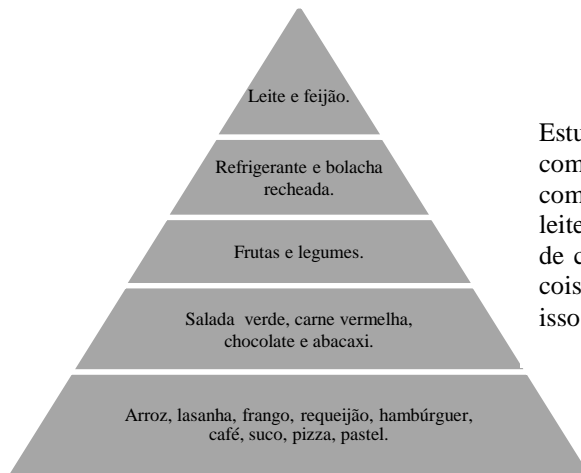 Leite e feijão.
Refrigerante e bolacha
recheada.
Frutas e legumes.
Salada verde, carne vermelha,
chocolate e abacaxi.
Arroz, lasanha, frango, requeijão, hambúrguer,
café, suco, pizza, pastel.
Estu
com
com
leite
de c
cois
isso